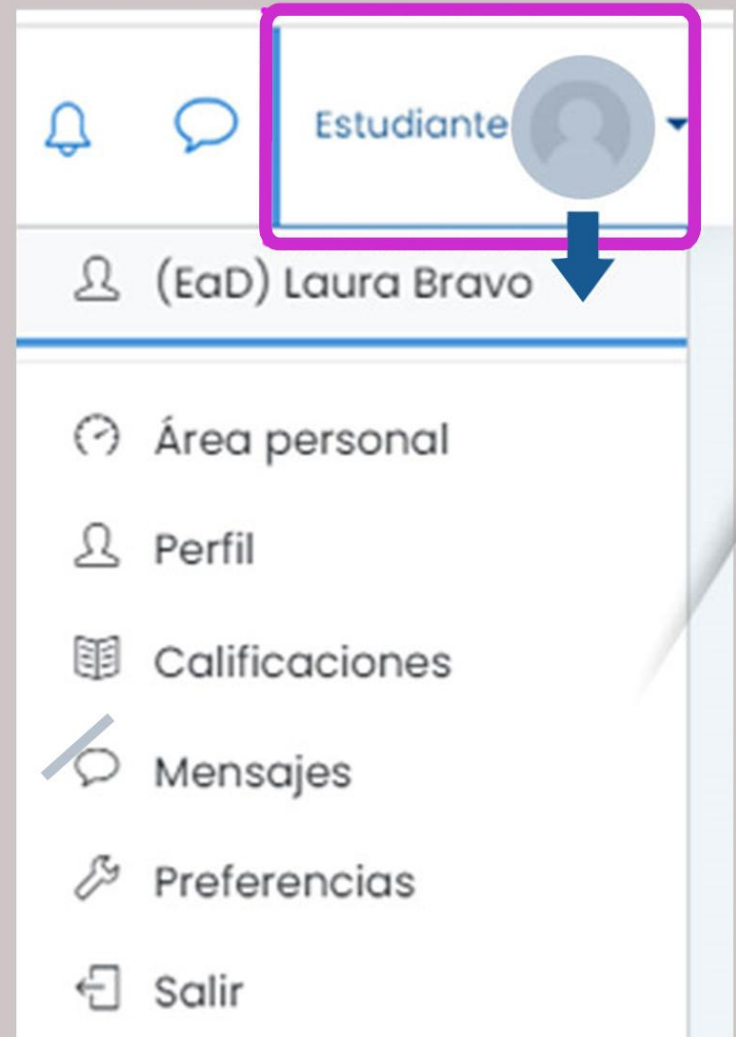 Estudiante
(EaD) Laura Bravo
Área personal
Perfil
Calificaciones
Mensajes
Preferencias
Salir